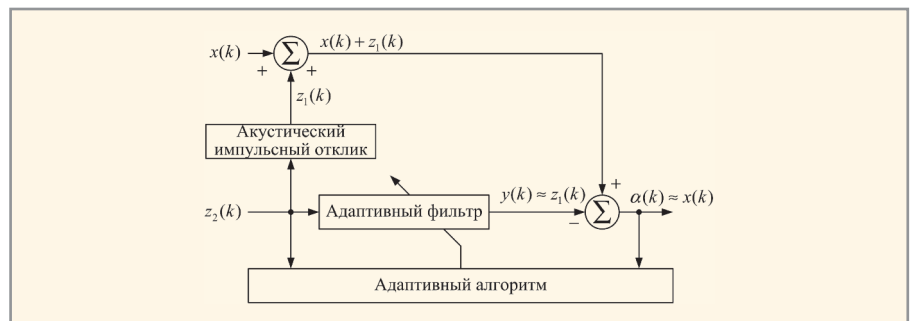 x(k)
Σ
x(k) + z₁(k)
+
+
z₁(k)
Акустический
импульсный отклик
z₂(k)
Адаптивный фильтр
y(k) ≈ z₁(k)
+
−
Σ
α(k) ≈ x(k)
Адаптивный алгоритм